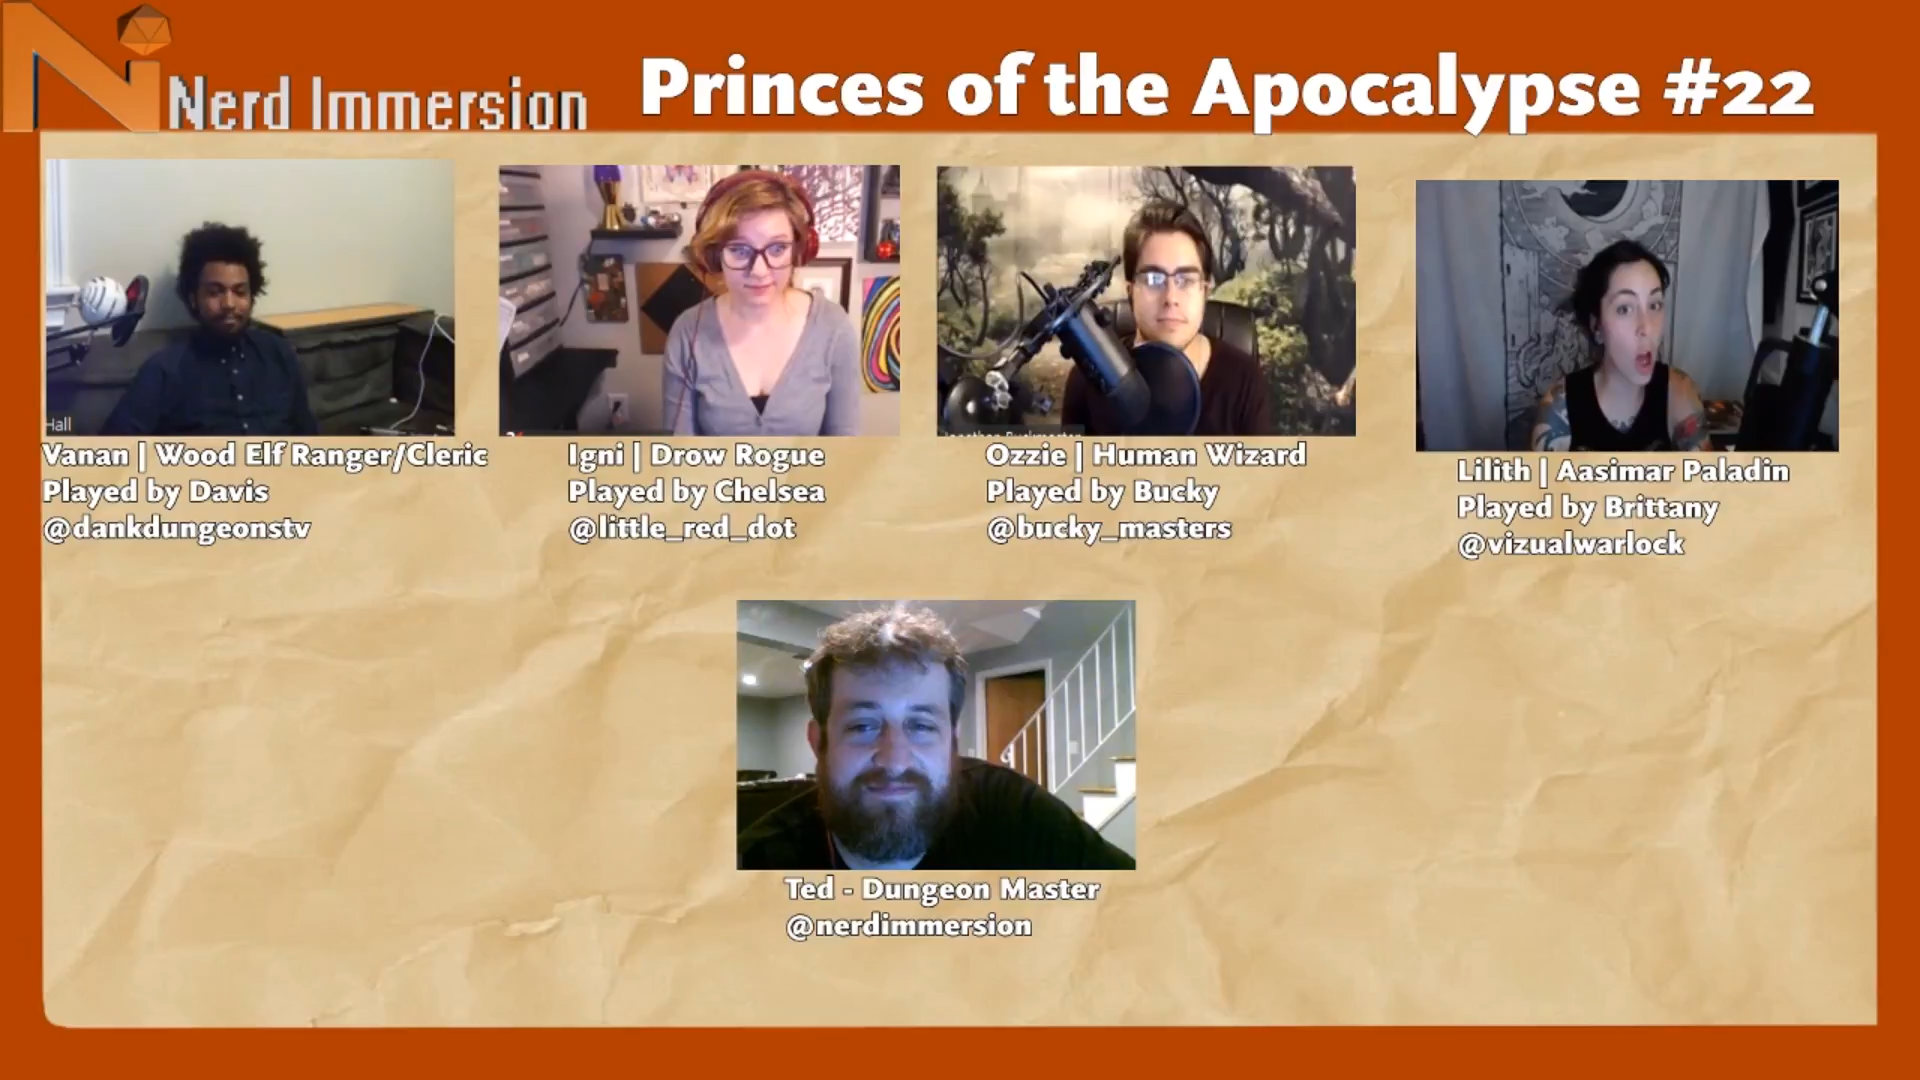 Nerd Immersion
Princes of the Apocalypse #22
Hall
Vanan | Wood Elf Ranger/Cleric
Played by Davis
@dankdungeonstv
Igni | Drow Rogue
Played by Chelsea
@little_red_dot
Ozzie | Human Wizard
Played by Bucky
@bucky_masters
Lilith | Aasimar Paladin
Played by Brittany
@vizualwarlock
Ted - Dungeon Master
@nerdimmersion